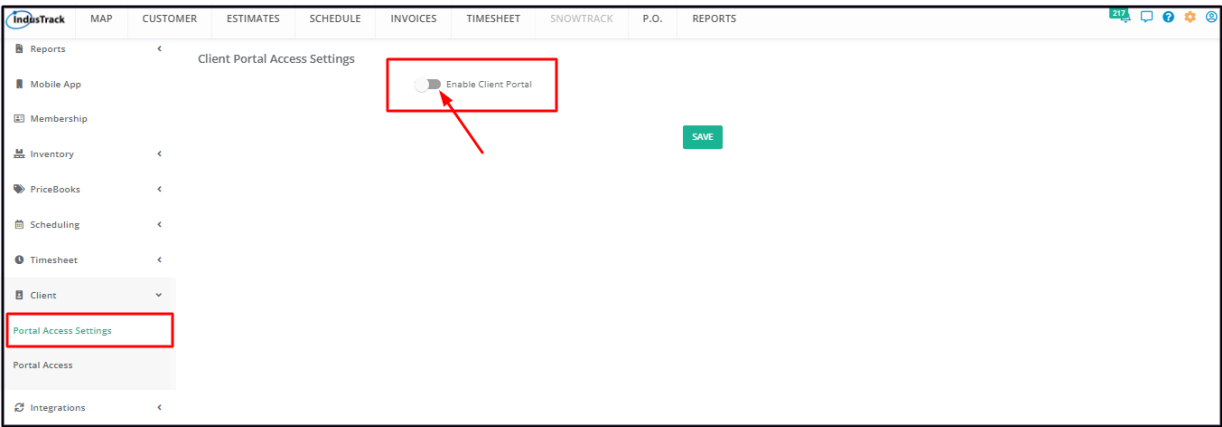 IndusTrack MAP CUSTOMER ESTIMATES SCHEDULE INVOICES TIMESHEET SNOWTRACK P.O. REPORTS 217
Reports
Client Portal Access Settings
Mobile App
Enable Client Portal
Membership
SAVE
Inventory
PriceBooks
Scheduling
Timesheet
Client
Portal Access Settings
Portal Access
Integrations